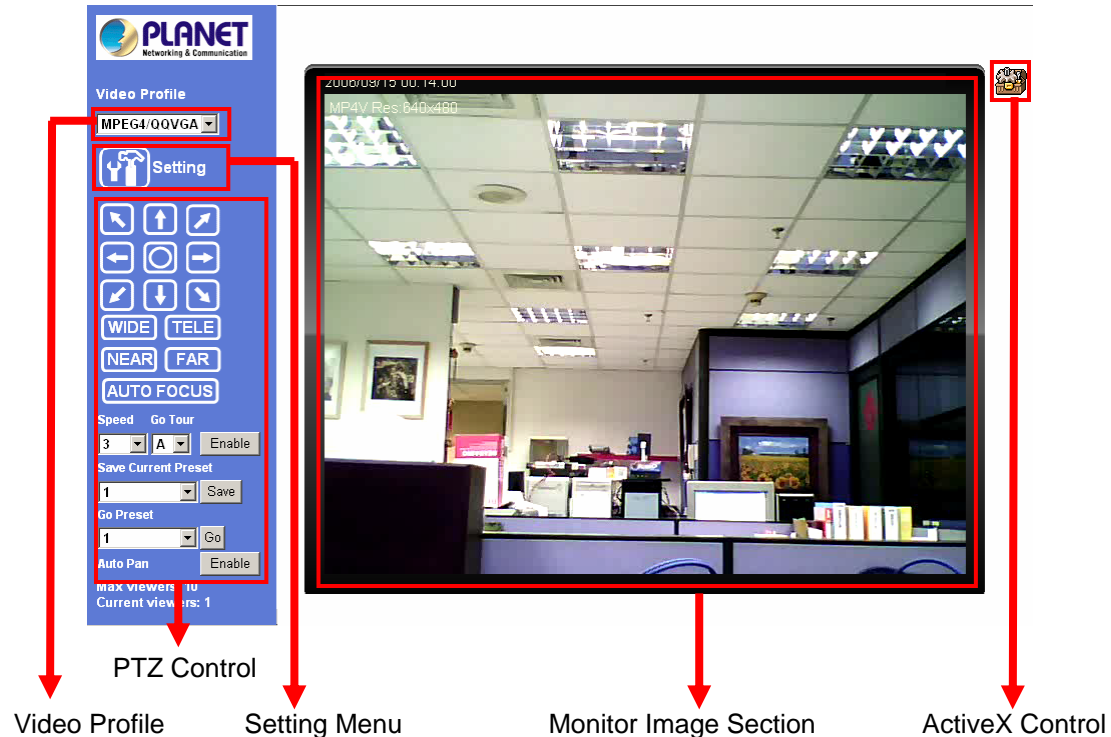 PLANET
Networking & Communication
Video Profile
MPEG4/QQVGA
Setting
WIDE TELE
NEAR FAR
AUTO FOCUS
Speed Go Tour
3 A Enable
Save Current Preset
1 Save
Go Preset
1 Go
Auto Pan Enable
Max viewers: 10
Current viewers: 1
2006/09/15 00:14:00
MP4V Res:640x480
PTZ Control
Video Profile Setting Menu Monitor Image Section ActiveX Control